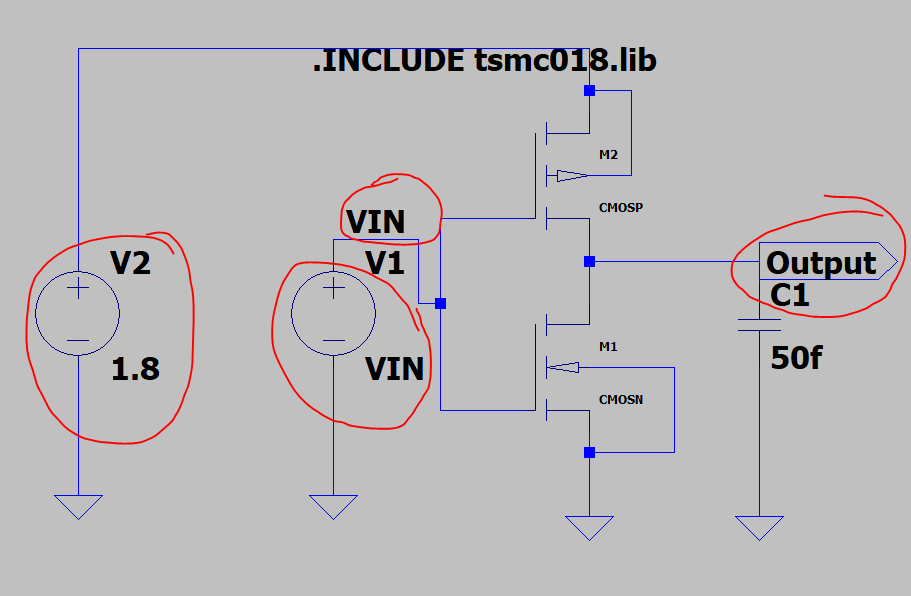 .INCLUDE tsmc018.lib
M2
CMOSP
VIN
V2
V1
Output
C1
1.8
VIN
M1
50f
CMOSN